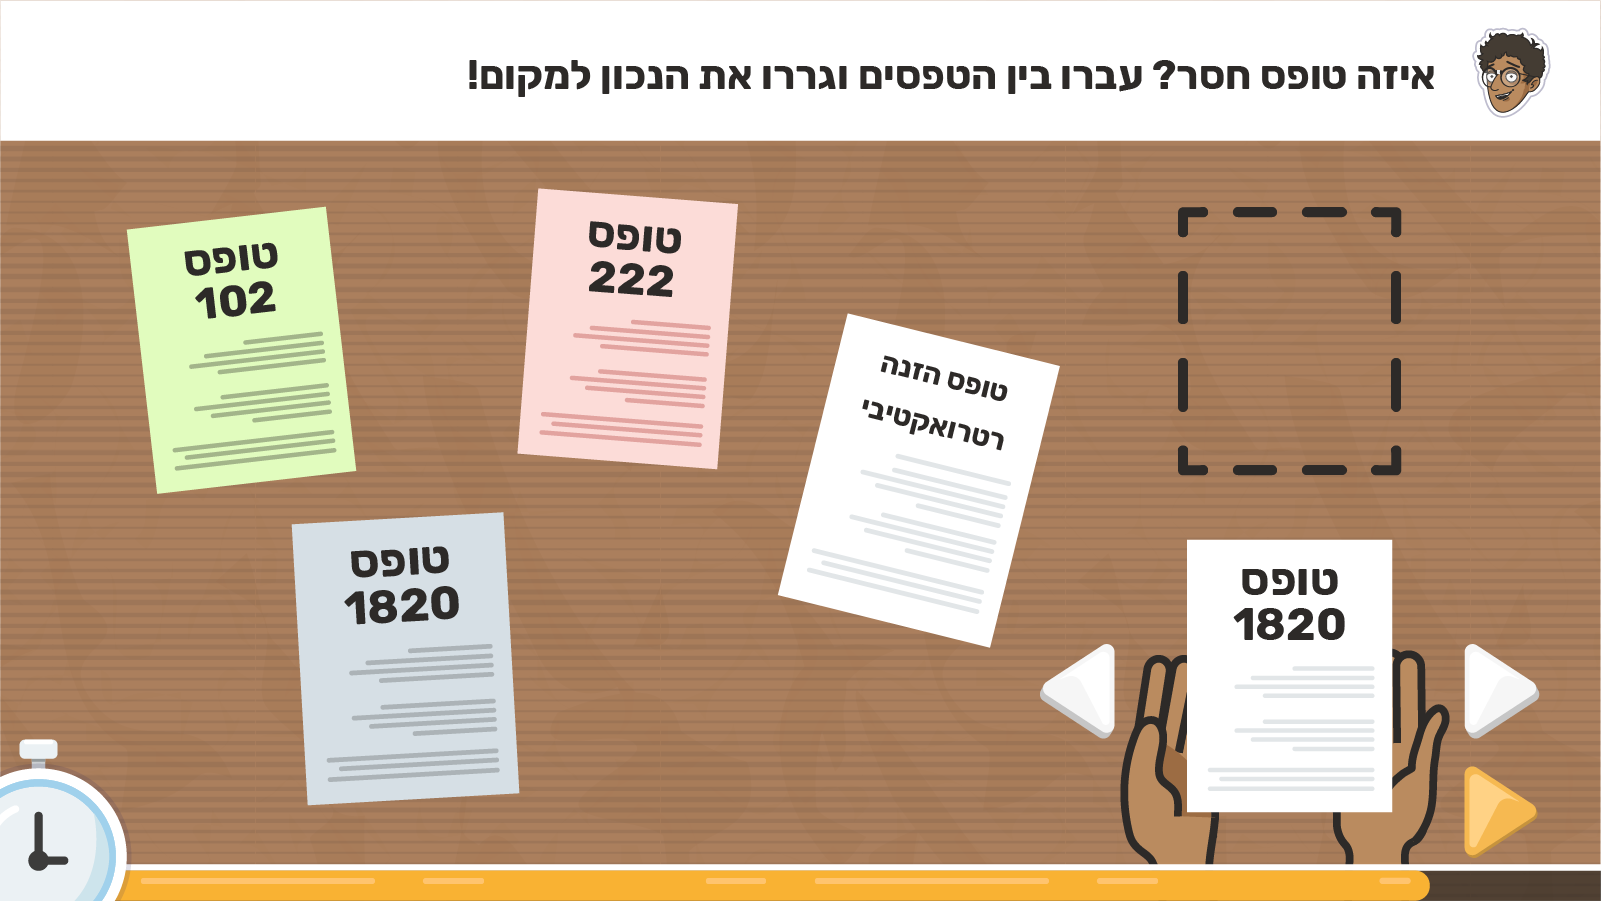 איזה טופס חסר? עברו בין הטפסים וגררו את הנכון למקום!
טופס
102
טופס
222
טופס הזנה
רטרואקטיבי
טופס
1820
טופס
1820